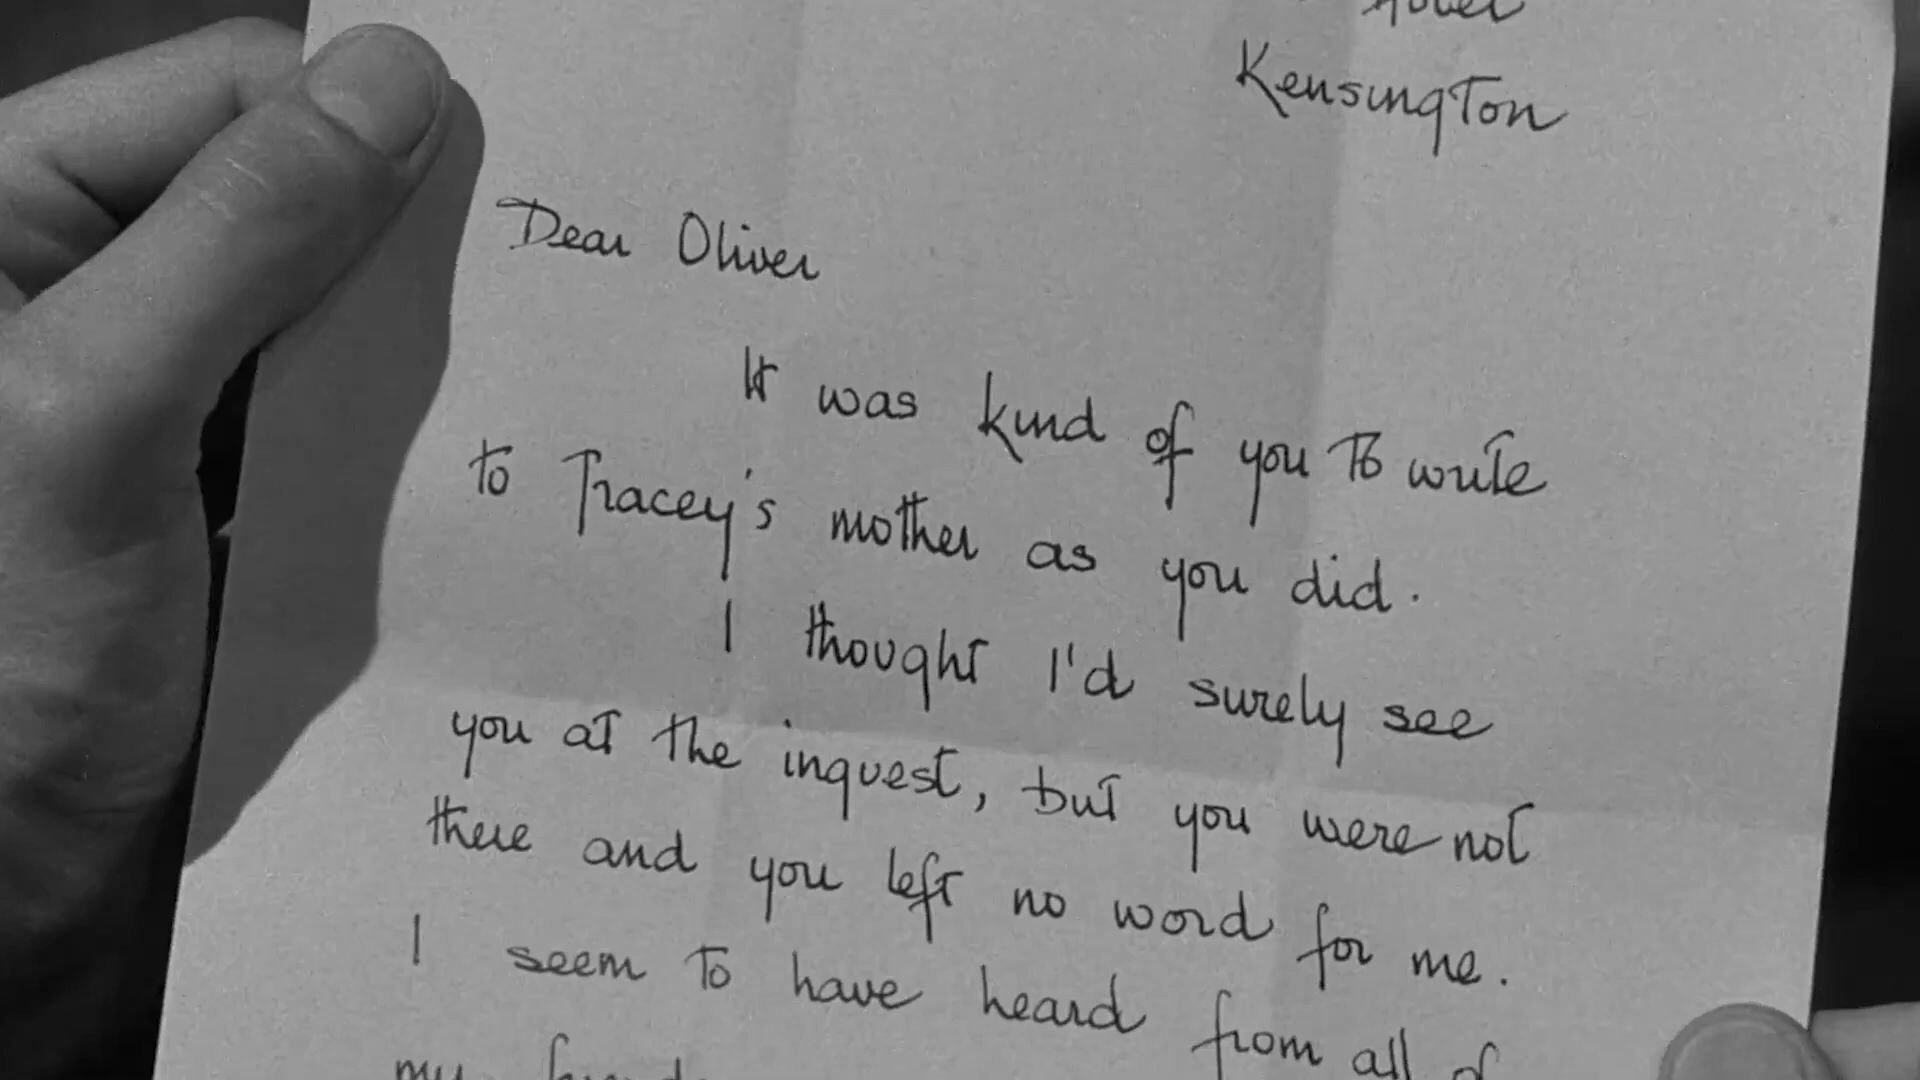 Hotel
Kensington
Dear Oliver
It was kind of you to write
to Tracey's mother as you did.
I thought I'd surely see
you at the inquest, but you were not
there and you left no word for me.
I seem to have heard from all of
my